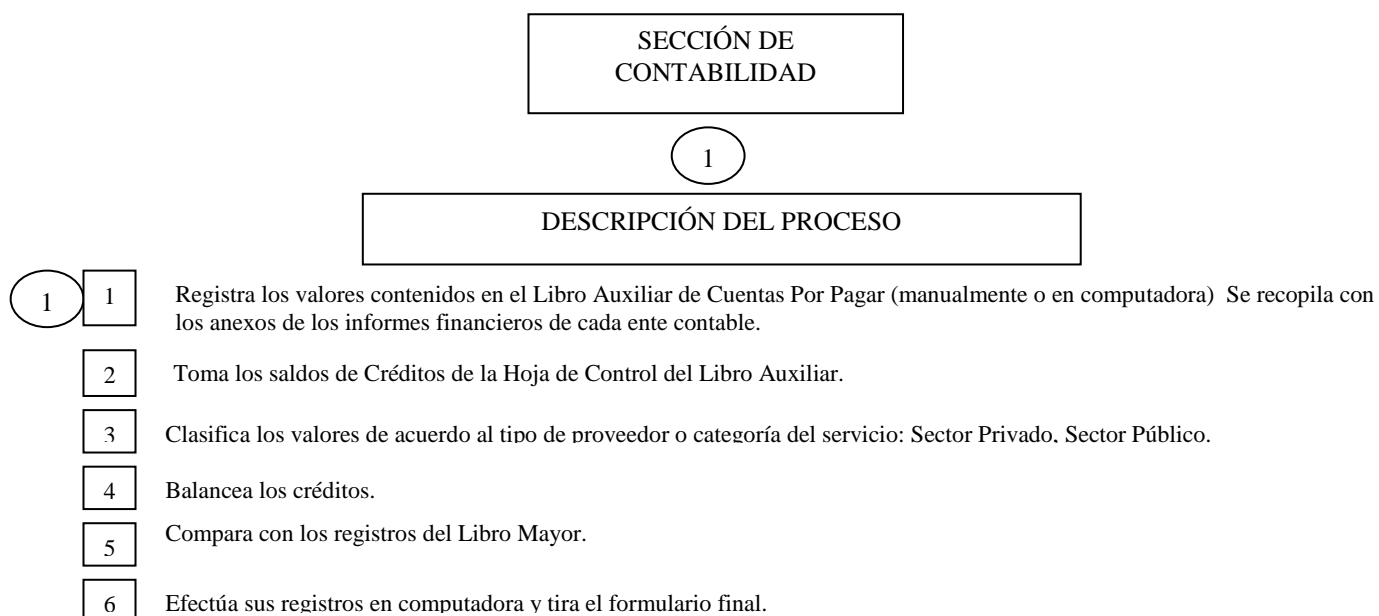 SECCIÓN DE
CONTABILIDAD
1
DESCRIPCIÓN DEL PROCESO
1 1 Registra los valores contenidos en el Libro Auxiliar de Cuentas Por Pagar (manualmente o en computadora) Se recopila con
los anexos de los informes financieros de cada ente contable.
2 Toma los saldos de Créditos de la Hoja de Control del Libro Auxiliar.
3 Clasifica los valores de acuerdo al tipo de proveedor o categoría del servicio: Sector Privado, Sector Público.
4 Balancea los créditos.
5 Compara con los registros del Libro Mayor.
6 Efectúa sus registros en computadora y tira el formulario final.